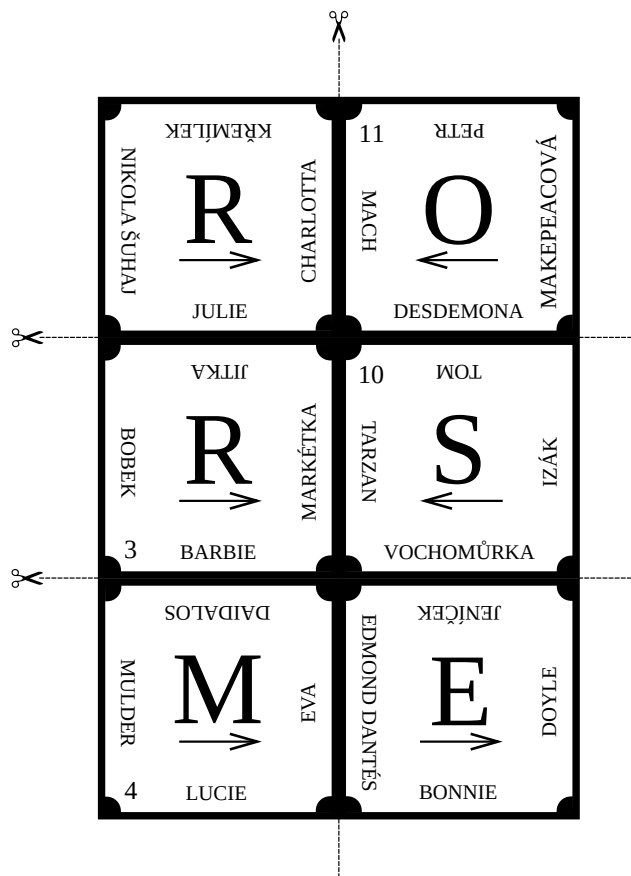 KŘEMÍLEK
NIKOLA ŠUHAJ
R
CHARLOTTA
JULIE
11
PETR
MACH
O
MAKEPEACOVÁ
DESDEMONA
JITKA
BOBEK
R
MARKÉTKA
3
BARBIE
10
TOM
TARZAN
S
IZÁK
VOCHOMŮRKA
DAIDALOS
MULDER
M
EVA
4
LUCIE
JENÍČEK
EDMOND DANTÉS
E
DOYLE
BONNIE